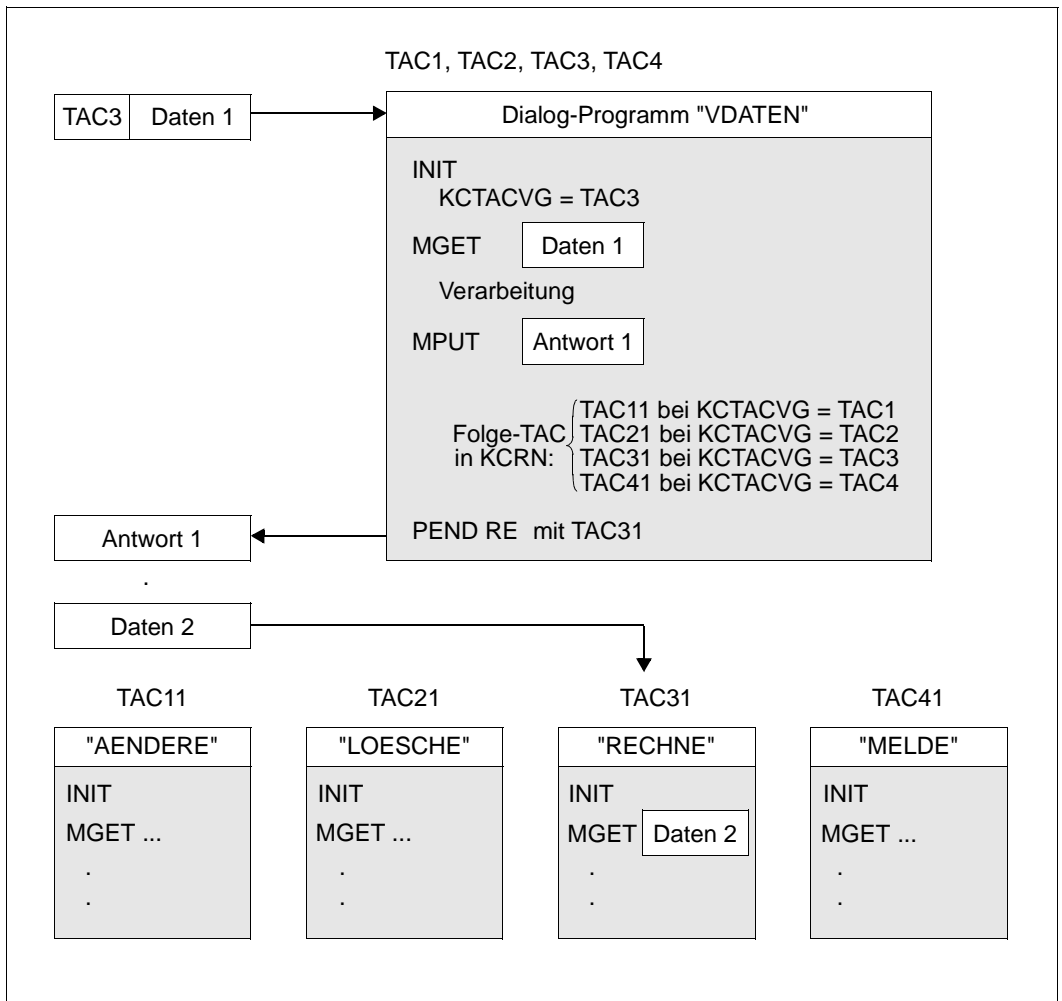 TAC1, TAC2, TAC3, TAC4
TAC3 Daten 1
Dialog-Programm "VDATEN"
INIT
KCTACVG = TAC3
MGET Daten 1
Verarbeitung
MPUT Antwort 1
Folge-TAC
in KCRN:
TAC11 bei KCTACVG = TAC1
TAC21 bei KCTACVG = TAC2
TAC31 bei KCTACVG = TAC3
TAC41 bei KCTACVG = TAC4
PEND RE mit TAC31
Antwort 1
.
Daten 2
TAC11
"AENDERE"
INIT
MGET ...
.
.
TAC21
"LOESCHE"
INIT
MGET ...
.
.
TAC31
"RECHNE"
INIT
MGET Daten 2
.
.
TAC41
"MELDE"
INIT
MGET ...
.
.